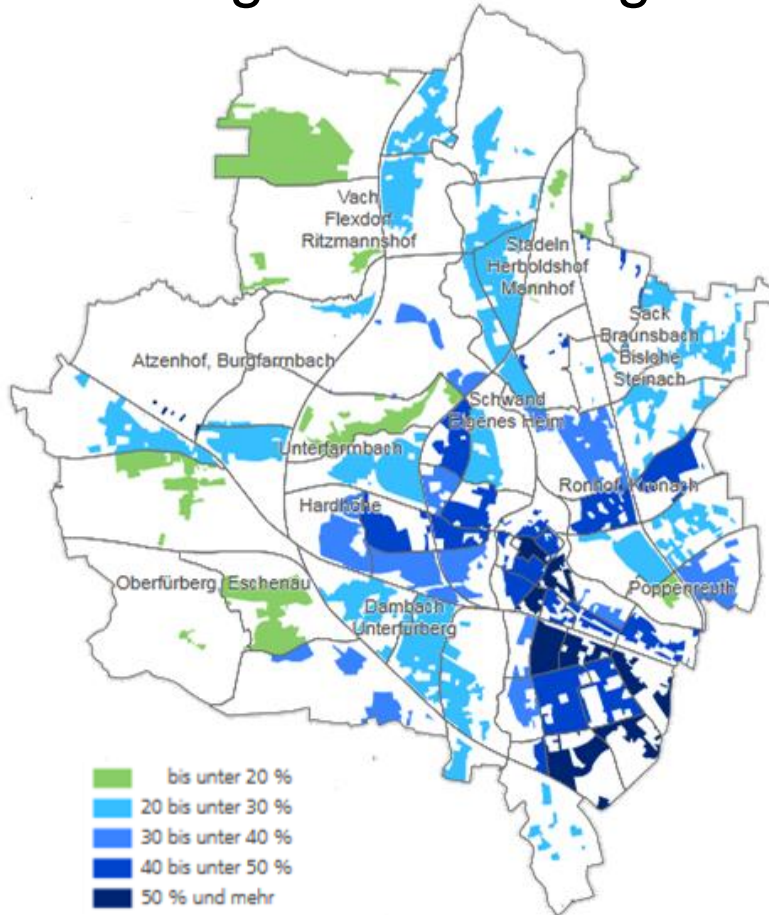 Vach
Flexdorf
Ritzmannshof
Stadeln
Herboldshof
Mannhof
Sack
Braunsbach
Bislohe
Steinach
Atzenhof, Burgfarrnbach
Schwand
Eigenes Heim
Unterfarrnbach
Ronhof, Kronach
Hardhöhe
Oberfürberg, Eschenau
Poppenreuth
Dambach
Unterfürberg
bis unter 20 %
20 bis unter 30 %
30 bis unter 40 %
40 bis unter 50 %
50 % und mehr